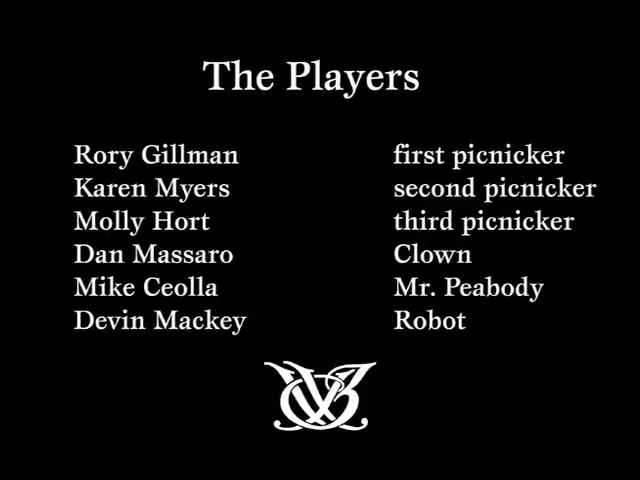 The Players
Rory Gillman first picnicker
Karen Myers second picnicker
Molly Hort third picnicker
Dan Massaro Clown
Mike Ceolla Mr. Peabody
Devin Mackey Robot